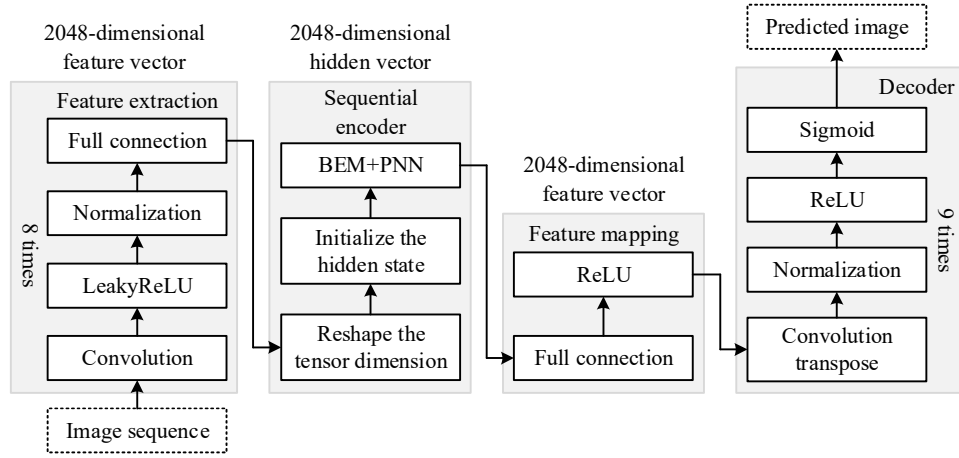 2048-dimensional
feature vector
Feature extraction
Full connection
Normalization
LeakyReLU
Convolution
8 times
Image sequence
2048-dimensional
hidden vector
Sequential
encoder
BEM+PNN
Initialize the
hidden state
Reshape the
tensor dimension
2048-dimensional
feature vector
Feature mapping
ReLU
Full connection
Predicted image
Decoder
Sigmoid
ReLU
Normalization
Convolution
transpose
9 times